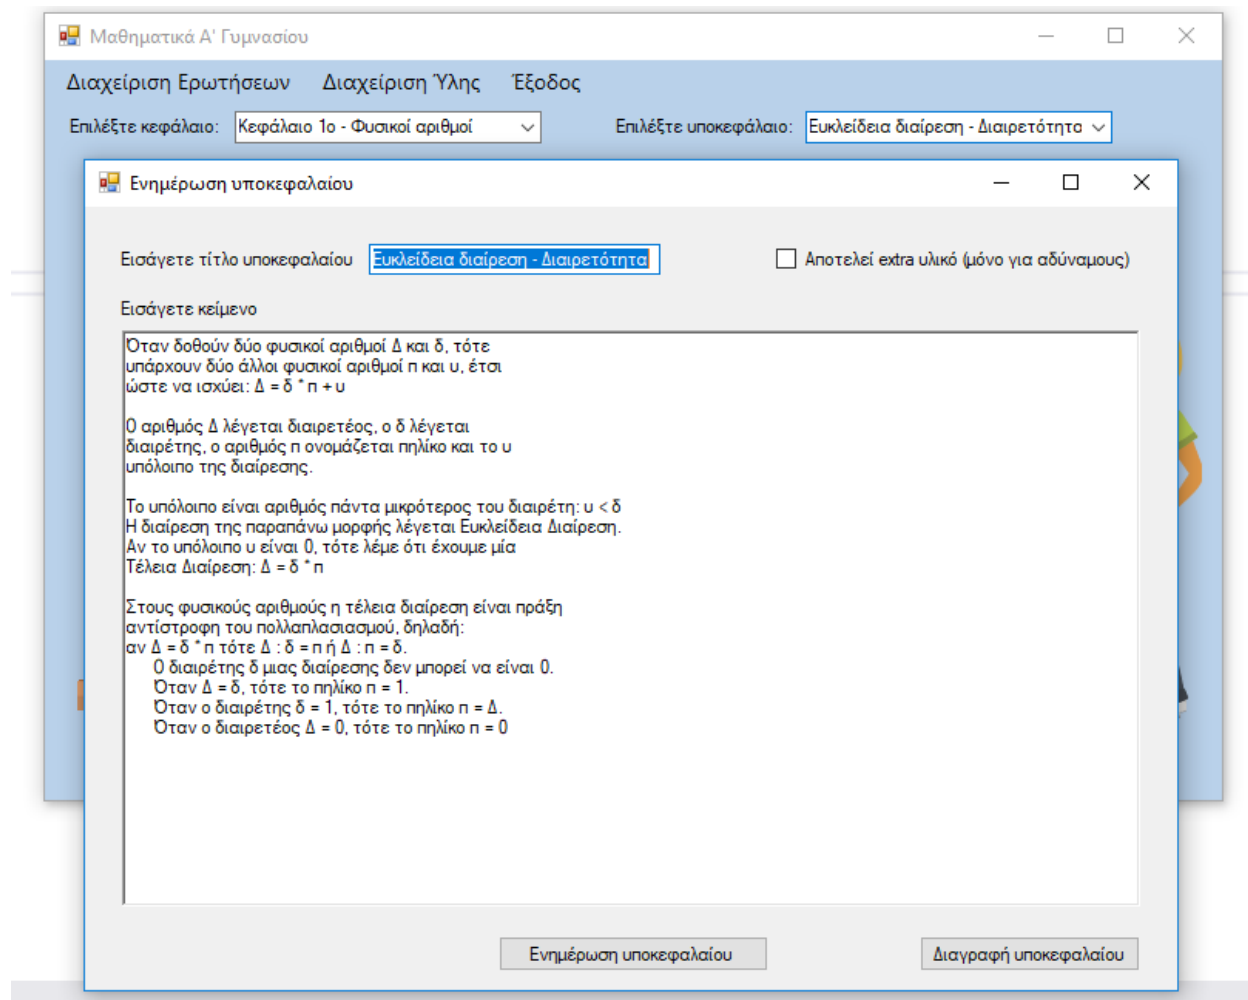 Μαθηματικά Α' Γυμνασίου
Διαχείριση Ερωτήσεων Διαχείριση Ύλης Έξοδος
Επιλέξτε κεφάλαιο: Κεφάλαιο 1ο - Φυσικοί αριθμοί Επιλέξτε υποκεφάλαιο: Ευκλείδεια διαίρεση - Διαιρετότητα
Ενημέρωση υποκεφαλαίου
Εισάγετε τίτλο υποκεφαλαίου Ευκλείδεια διαίρεση - Διαιρετότητα Αποτελεί extra υλικό (μόνο για αδύναμους)
Εισάγετε κείμενο
Όταν δοθούν δύο φυσικοί αριθμοί Δ και δ, τότε
υπάρχουν δύο άλλοι φυσικοί αριθμοί π και υ, έτσι
ώστε να ισχύει: Δ = δ * π + υ
Ο αριθμός Δ λέγεται διαιρετέος, ο δ λέγεται
διαιρέτης, ο αριθμός π ονομάζεται πηλίκο και το υ
υπόλοιπο της διαίρεσης.
Το υπόλοιπο είναι αριθμός πάντα μικρότερος του διαιρέτη: υ < δ
Η διαίρεση της παραπάνω μορφής λέγεται Ευκλείδεια Διαίρεση.
Αν το υπόλοιπο υ είναι 0, τότε λέμε ότι έχουμε μία
Τέλεια Διαίρεση: Δ = δ * π
Στους φυσικούς αριθμούς η τέλεια διαίρεση είναι πράξη
αντίστροφη του πολλαπλασιασμού, δηλαδή:
αν Δ = δ * π τότε Δ : δ = π ή Δ : π = δ.
Ο διαιρέτης δ μιας διαίρεσης δεν μπορεί να είναι 0.
Όταν Δ = δ, τότε το πηλίκο π = 1.
Όταν ο διαιρέτης δ = 1, τότε το πηλίκο π = Δ.
Όταν ο διαιρετέος Δ = 0, τότε το πηλίκο π = 0
Ενημέρωση υποκεφαλαίου Διαγραφή υποκεφαλαίου